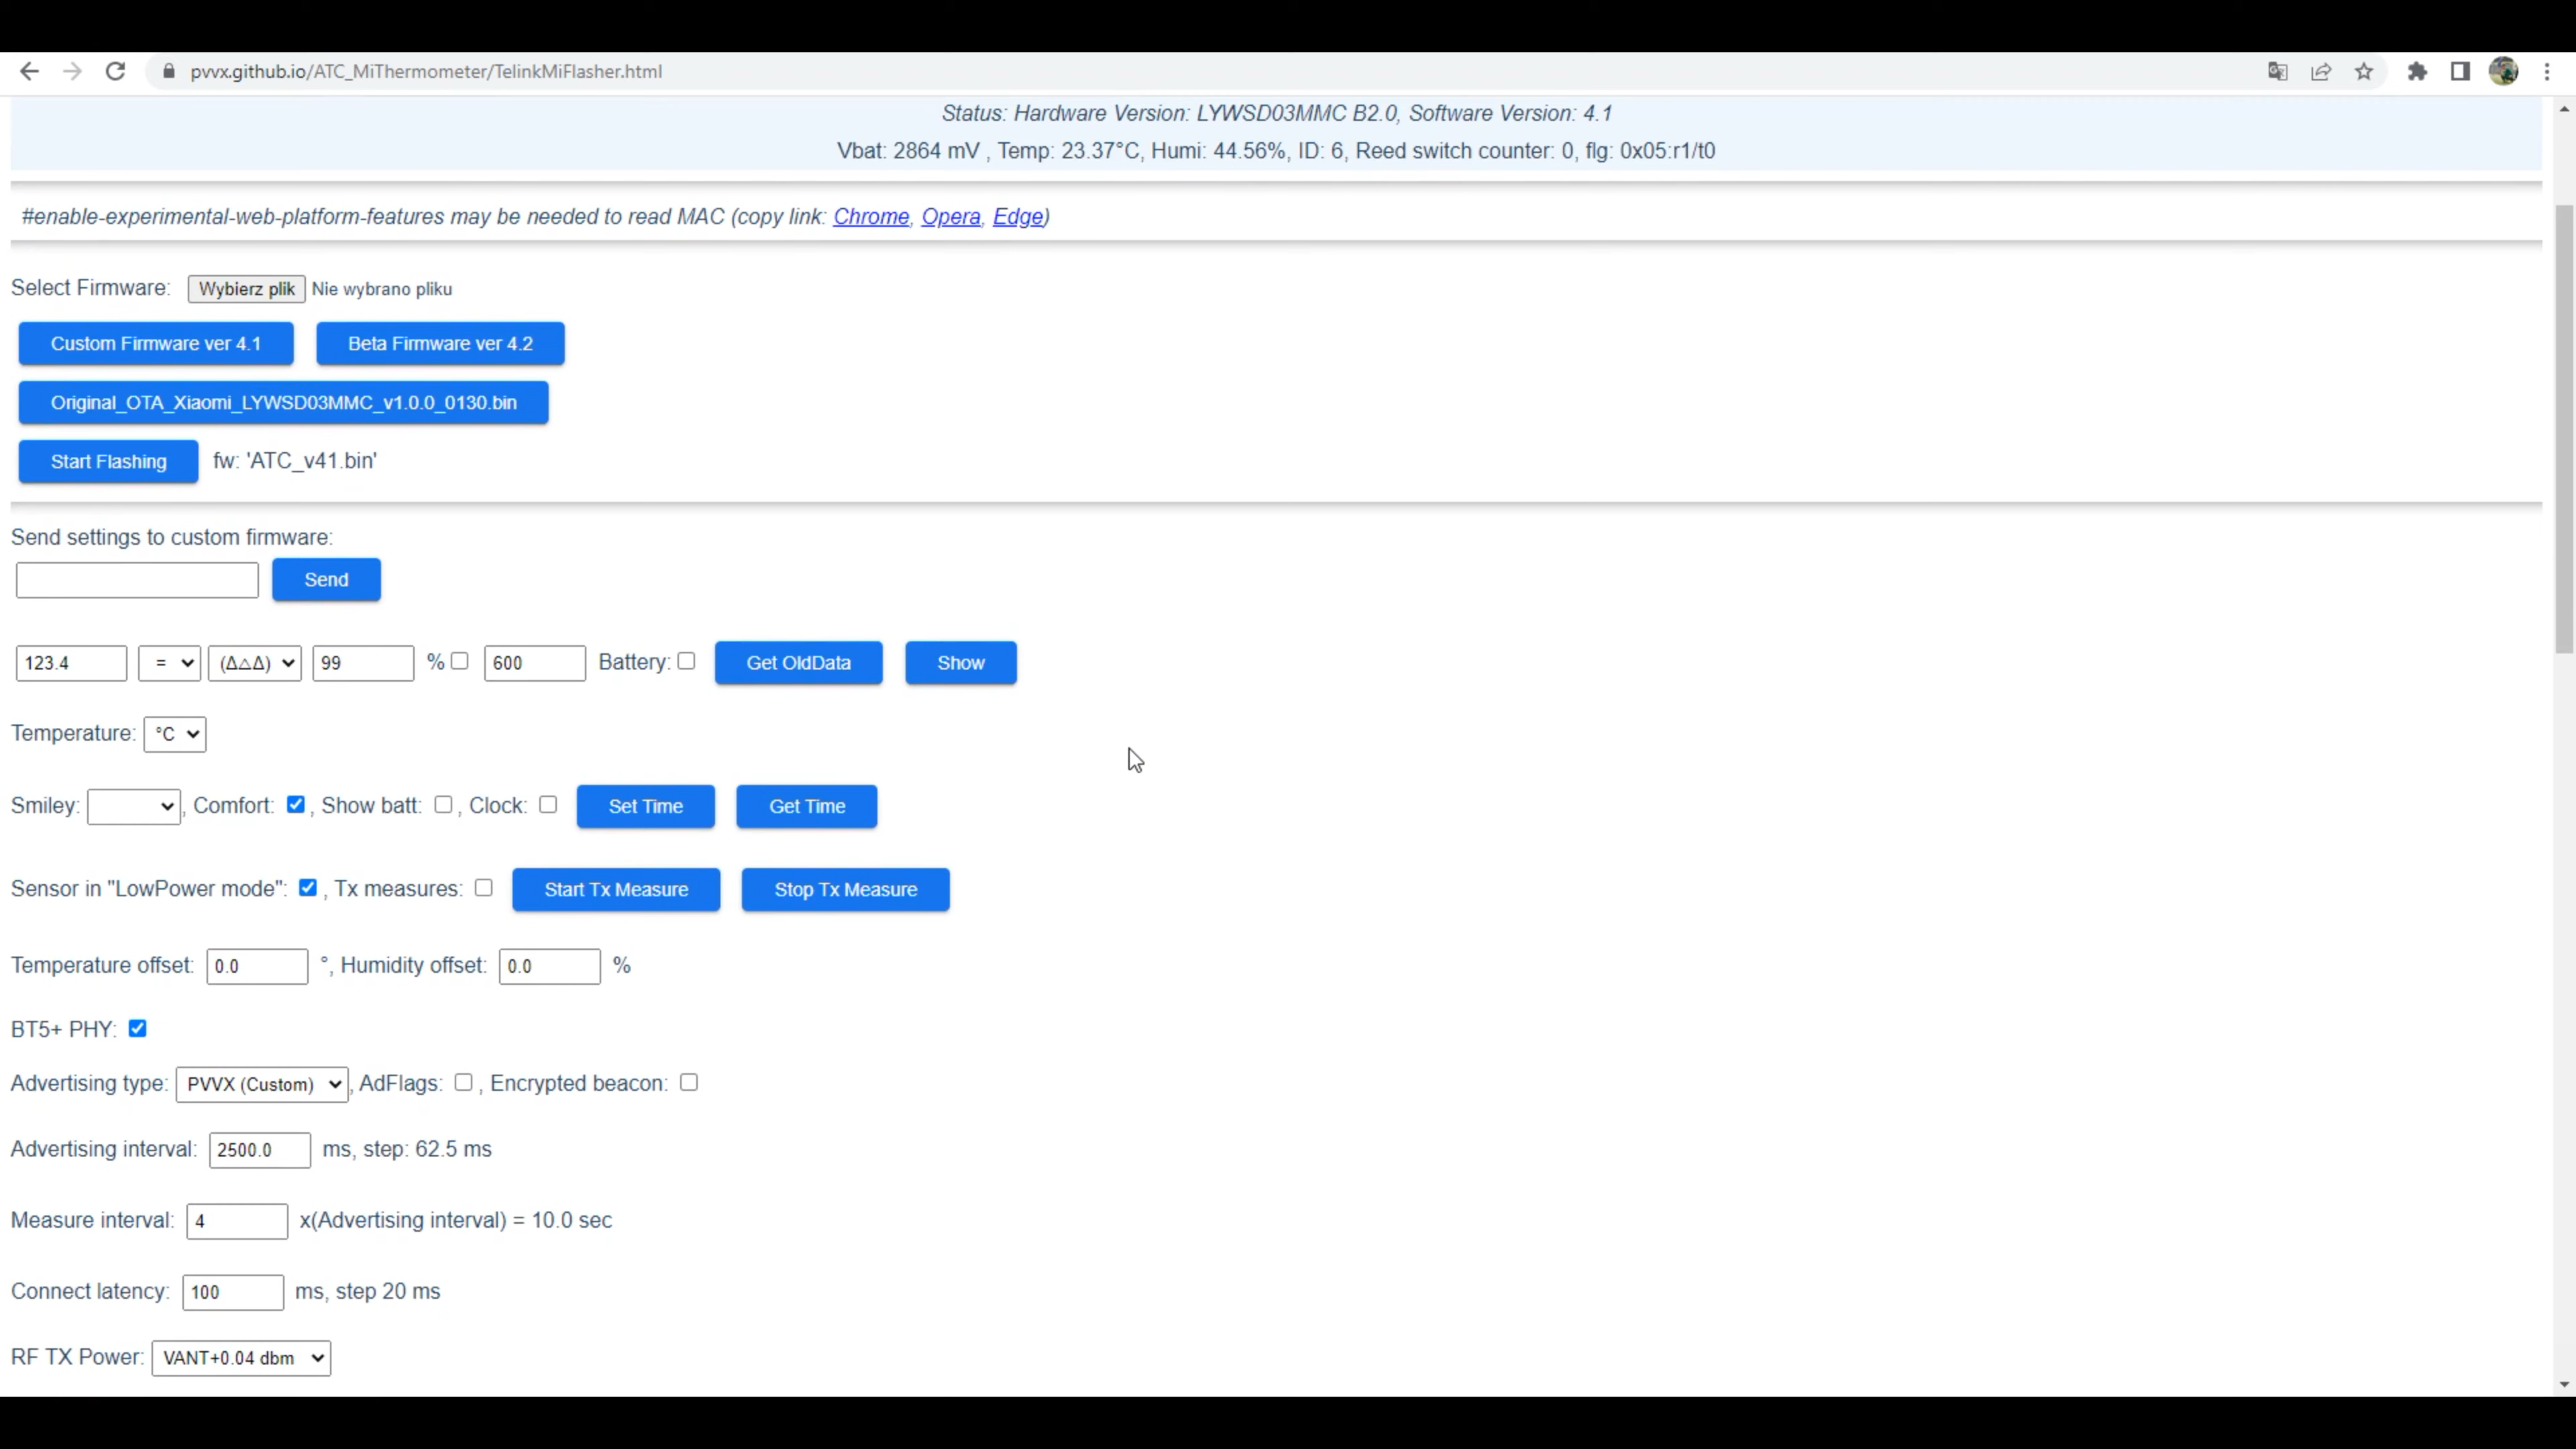 pvvx.github.io/ATC_MiThermometer/TelinkMiFlasher.html
Status: Hardware Version: LYWSD03MMC B2.0, Software Version: 4.1
Vbat: 2864 mV , Temp: 23.37°C, Humi: 44.56%, ID: 6, Reed switch counter: 0, flg: 0x05:r1/t0
#enable-experimental-web-platform-features may be needed to read MAC (copy link: Chrome, Opera, Edge)
Select Firmware: Wybierz plik Nie wybrano pliku
Custom Firmware ver 4.1 Beta Firmware ver 4.2
Original_OTA_Xiaomi_LYWSD03MMC_v1.0.0_0130.bin
Start Flashing fw: 'ATC_v41.bin'
Send settings to custom firmware:
Send
123.4 = (Δ△Δ) 99 % 600 Battery: Get OldData Show
Temperature: °C
Smiley: , Comfort: , Show batt: , Clock: Set Time Get Time
Sensor in "LowPower mode": , Tx measures: Start Tx Measure Stop Tx Measure
Temperature offset: 0.0 °, Humidity offset: 0.0 %
BT5+ PHY:
Advertising type: PVVX (Custom) , AdFlags: , Encrypted beacon:
Advertising interval: 2500.0 ms, step: 62.5 ms
Measure interval: 4 x(Advertising interval) = 10.0 sec
Connect latency: 100 ms, step 20 ms
RF TX Power: VANT+0.04 dbm